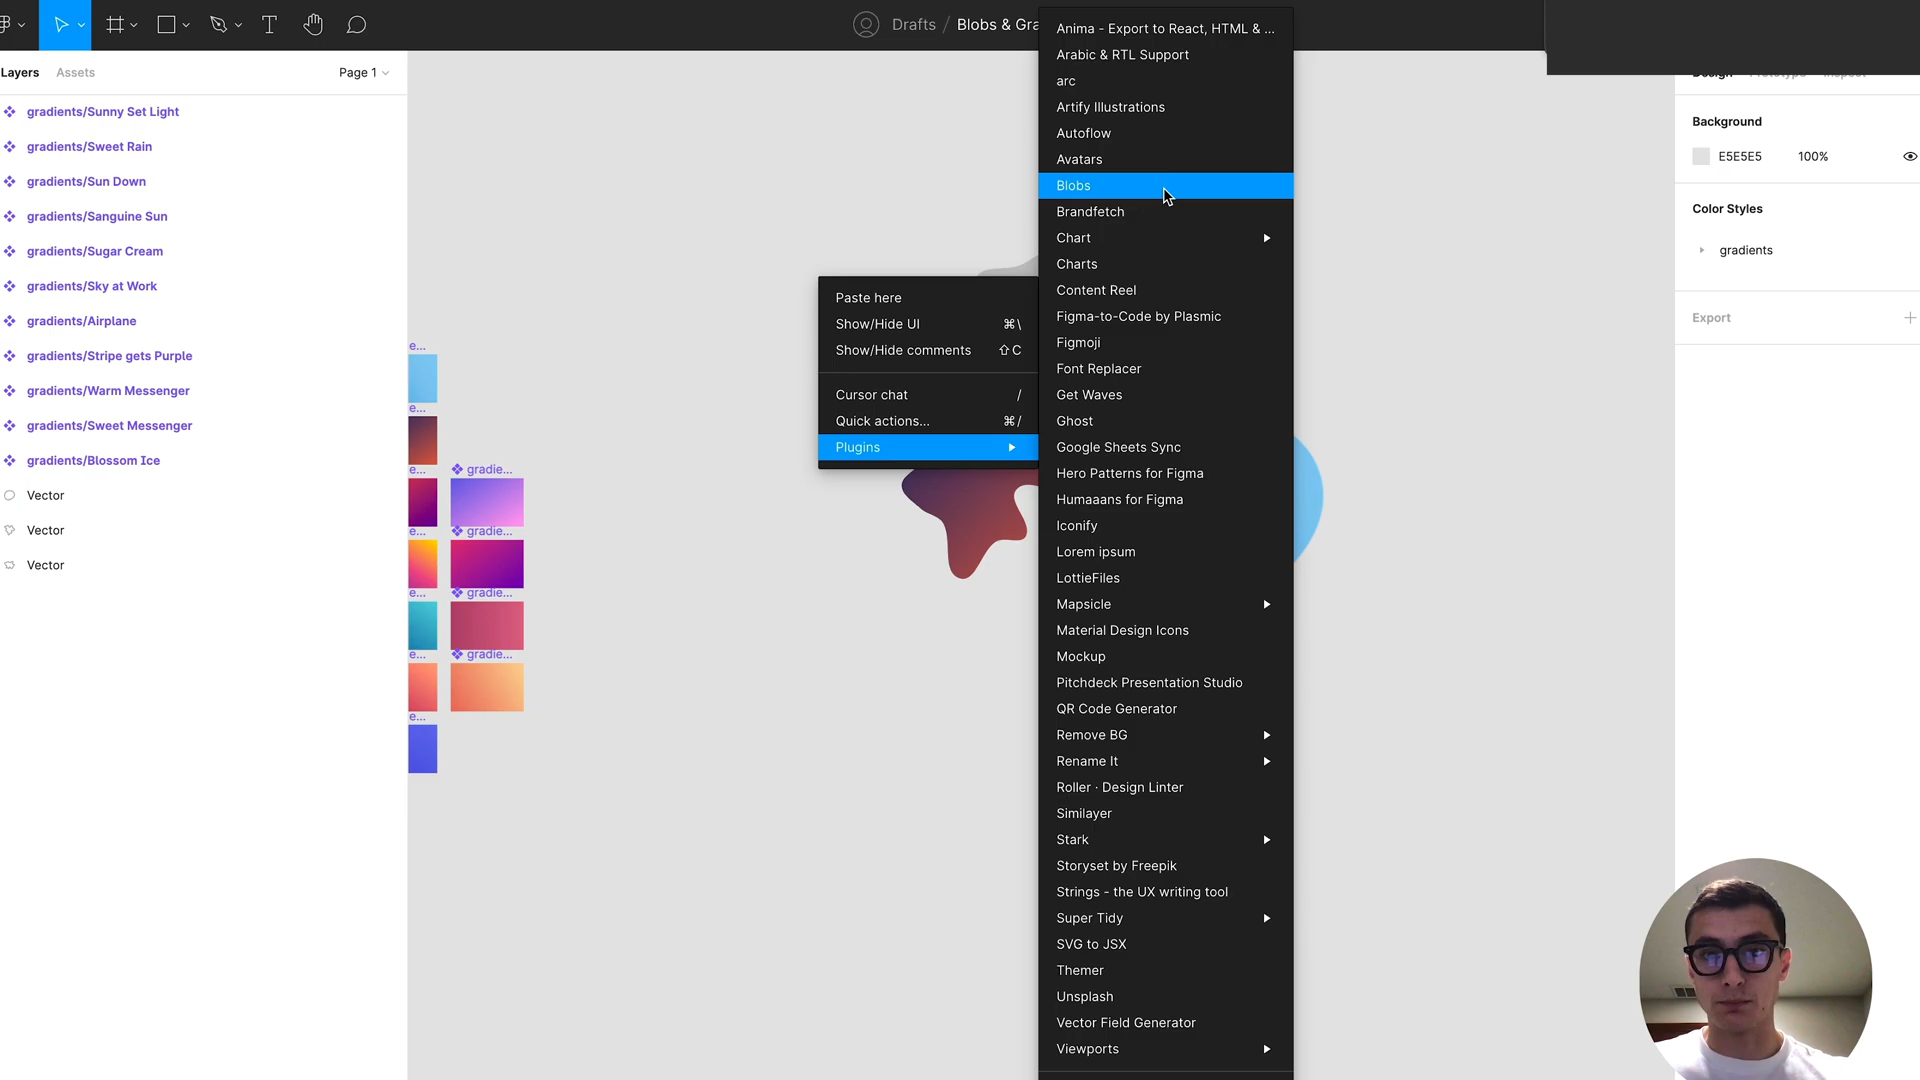 Drafts / Blobs & Gra
Layers
Assets
Page 1
gradients/Sunny Set Light
gradients/Sweet Rain
gradients/Sun Down
gradients/Sanguine Sun
gradients/Sugar Cream
gradients/Sky at Work
gradients/Airplane
gradients/Stripe gets Purple
gradients/Warm Messenger
gradients/Sweet Messenger
gradients/Blossom Ice
Vector
Vector
Vector
e...
e...
e...
gradie...
e...
gradie...
e...
gradie...
e...
gradie...
e...
Paste here
Show/Hide UI ⌘\
Show/Hide comments ⇧C
Cursor chat /
Quick actions... ⌘/
Plugins
Anima - Export to React, HTML & ...
Arabic & RTL Support
arc
Artify Illustrations
Autoflow
Avatars
Blobs
Brandfetch
Chart
Charts
Content Reel
Figma-to-Code by Plasmic
Figmoji
Font Replacer
Get Waves
Ghost
Google Sheets Sync
Hero Patterns for Figma
Humaaans for Figma
Iconify
Lorem ipsum
LottieFiles
Mapsicle
Material Design Icons
Mockup
Pitchdeck Presentation Studio
QR Code Generator
Remove BG
Rename It
Roller · Design Linter
Similayer
Stark
Storyset by Freepik
Strings - the UX writing tool
Super Tidy
SVG to JSX
Themer
Unsplash
Vector Field Generator
Viewports
Background
E5E5E5 100%
Color Styles
gradients
Export